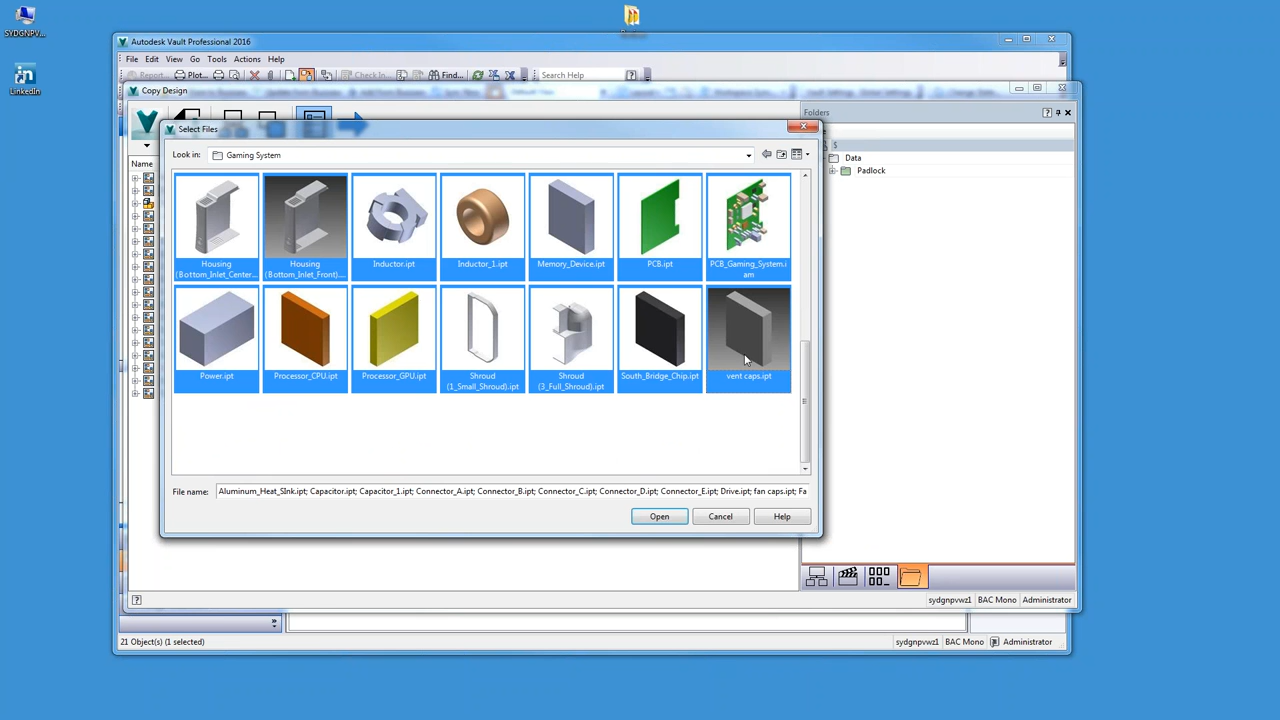 SYDGNPV...
LinkedIn
Autodesk Vault Professional 2016
File Edit View Go Tools Actions Help
Report... Plot... Check In... Find... Search Help
Copy Design
Folders
$
Data
Padlock
Name
Select Files
Look in: Gaming System
Housing (Bottom_Inlet_Center...
Housing (Bottom_Inlet_Front)....
Inductor.ipt
Inductor_1.ipt
Memory_Device.ipt
PCB.ipt
PCB_Gaming_System.iam
Power.ipt
Processor_CPU.ipt
Processor_GPU.ipt
Shroud (1_Small_Shroud).ipt
Shroud (3_Full_Shroud).ipt
South_Bridge_Chip.ipt
vent caps.ipt
File name: Aluminum_Heat_SInk.ipt; Capacitor.ipt; Capacitor_1.ipt; Connector_A.ipt; Connector_B.ipt; Connector_C.ipt; Connector_D.ipt; Connector_E.ipt; Drive.ipt; fan caps.ipt; Fa
Open Cancel Help
sydgnpvwz1 BAC Mono Administrator
21 Object(s) (1 selected)
sydgnpvwz1 BAC Mono Administrator